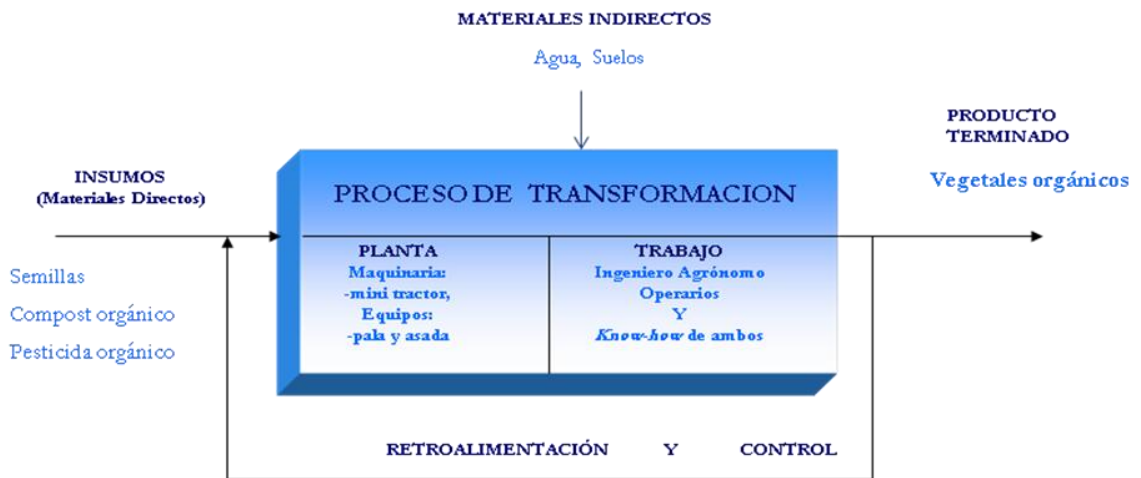 MATERIALES INDIRECTOS
Agua, Suelos
PRODUCTO
TERMINADO
Vegetales orgánicos
INSUMOS
(Materiales Directos)
Semillas
Compost orgánico
Pesticida orgánico
PROCESO DE TRANSFORMACION
PLANTA
Maquinaria:
-mini tractor,
Equipos:
-pala y asada
TRABAJO
Ingeniero Agrónomo
Operarios
Y
Know-how de ambos
RETROALIMENTACIÓN Y CONTROL